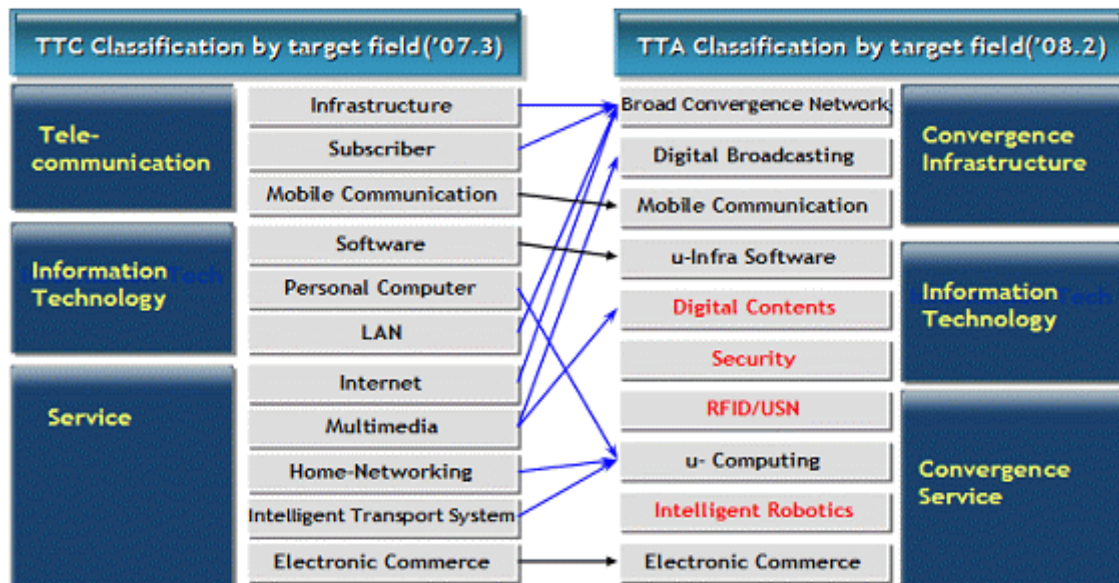 TTC Classification by target field('07.3)
Tele-
communication
Infrastructure
Subscriber
Mobile Communication
Information
Technology
Software
Personal Computer
LAN
Service
Internet
Multimedia
Home-Networking
Intelligent Transport System
Electronic Commerce
TTA Classification by target field('08.2)
Broad Convergence Network
Digital Broadcasting
Mobile Communication
Convergence
Infrastructure
u-Infra Software
Digital Contents
Security
Information
Technology
RFID/USN
u- Computing
Intelligent Robotics
Electronic Commerce
Convergence
Service